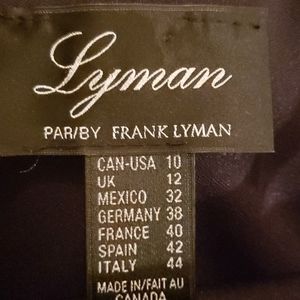 Lyman
PAR/BY FRANK LYMAN
CAN-USA 10
UK 12
MEXICO 32
GERMANY 38
FRANCE 40
SPAIN 42
ITALY 44
MADE IN/FAIT AU
CANADA